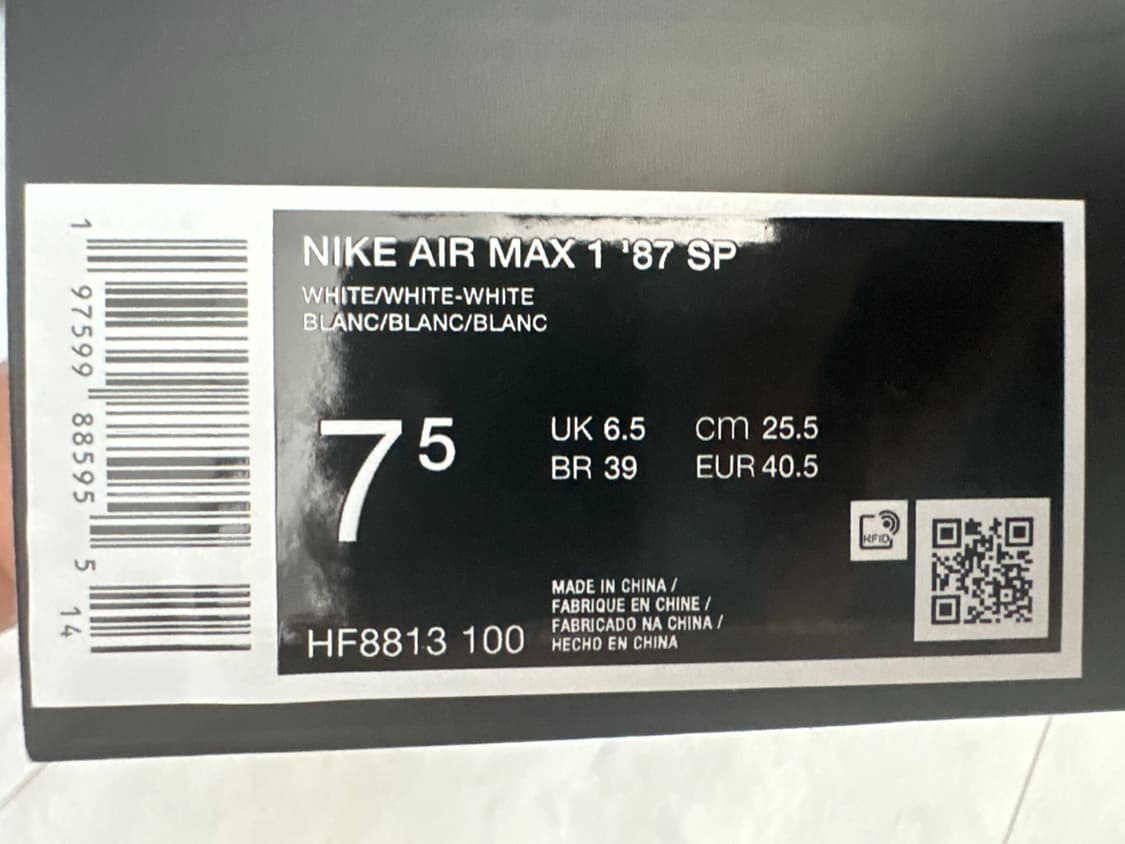 1 97599 88595 5 14
NIKE AIR MAX 1 '87 SP
WHITE/WHITE-WHITE
BLANC/BLANC/BLANC
7 5
UK 6.5 cm 25.5
BR 39 EUR 40.5
RFID
MADE IN CHINA /
FABRIQUE EN CHINE /
FABRICADO NA CHINA /
HECHO EN CHINA
HF8813 100